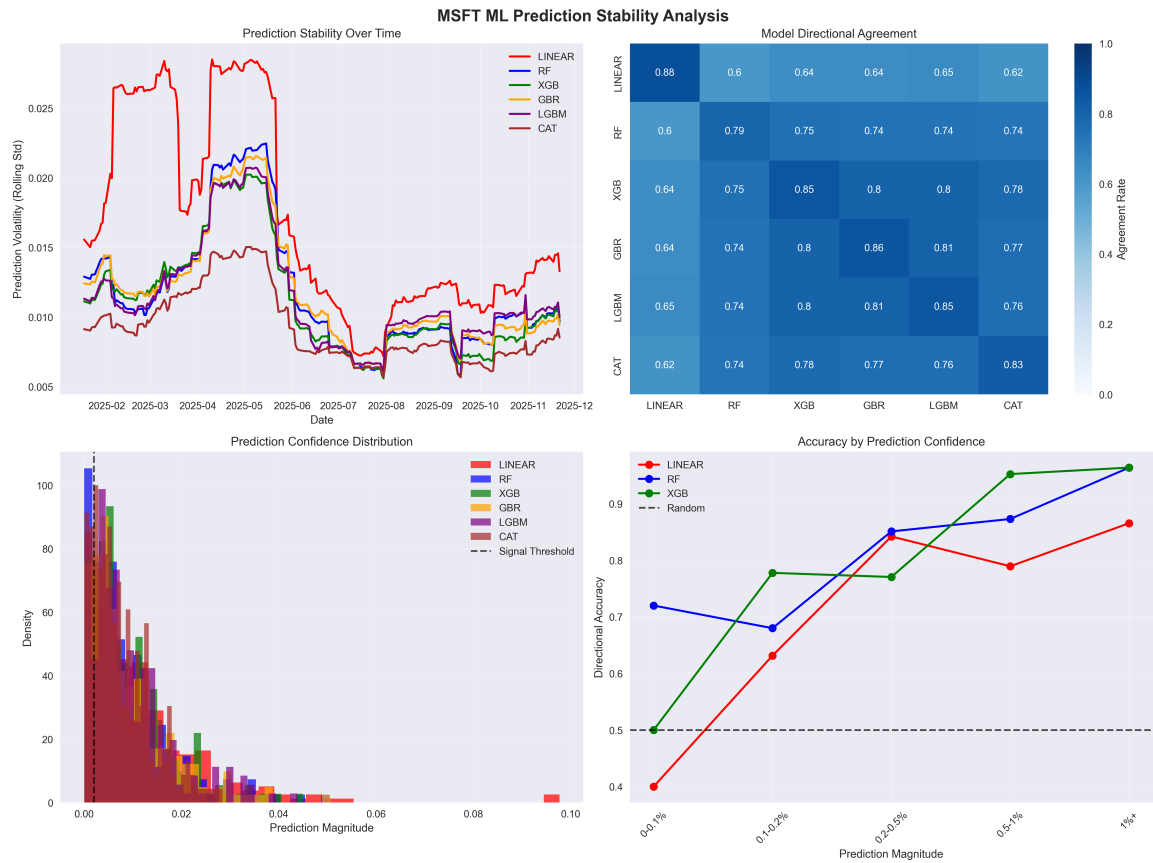 MSFT ML Prediction Stability Analysis
Prediction Stability Over Time
LINEAR
RF
XGB
GBR
LGBM
CAT
0.025
0.020
0.015
0.010
0.005
Prediction Volatility (Rolling Std)
2025-02 2025-03 2025-04 2025-05 2025-06 2025-07 2025-08 2025-09 2025-10 2025-11 2025-12
Date
Model Directional Agreement
LINEAR 0.88 0.6 0.64 0.64 0.65 0.62
RF 0.6 0.79 0.75 0.74 0.74 0.74
XGB 0.64 0.75 0.85 0.8 0.8 0.78
GBR 0.64 0.74 0.8 0.86 0.81 0.77
LGBM 0.65 0.74 0.8 0.81 0.85 0.76
CAT 0.62 0.74 0.78 0.77 0.76 0.83
LINEAR RF XGB GBR LGBM CAT
1.0
0.8
0.6
0.4
0.2
0.0
Agreement Rate
Prediction Confidence Distribution
LINEAR
RF
XGB
GBR
LGBM
CAT
Signal Threshold
100
80
60
40
20
0
Density
0.00 0.02 0.04 0.06 0.08 0.10
Prediction Magnitude
Accuracy by Prediction Confidence
LINEAR
RF
XGB
Random
0.9
0.8
0.7
0.6
0.5
0.4
Directional Accuracy
0-0.1% 0.1-0.2% 0.2-0.5% 0.5-1% 1%+
Prediction Magnitude